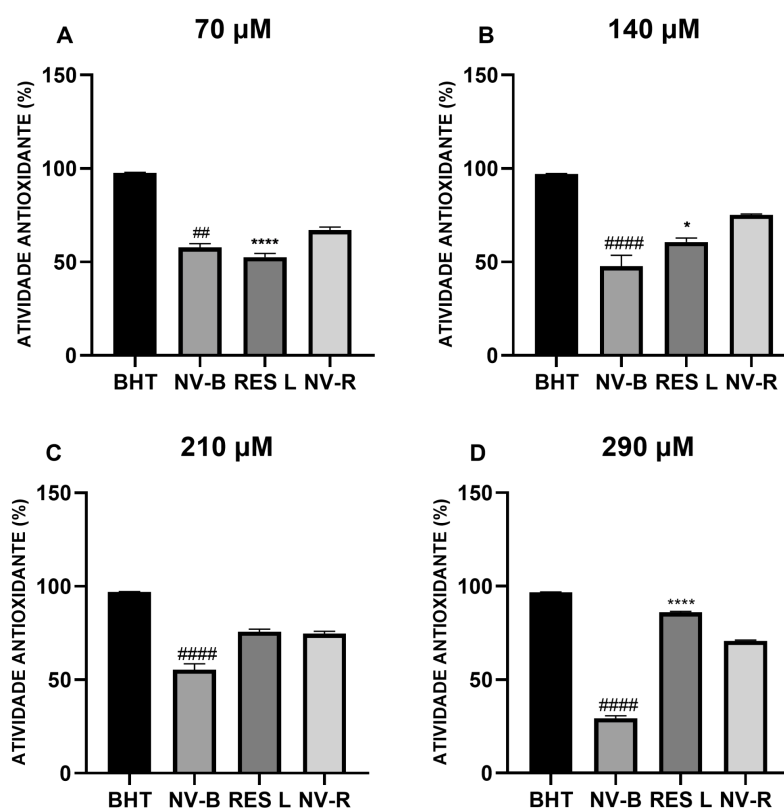 A
70 µM
ATIVIDADE ANTIOXIDANTE (%)
150
100
50
0
##
****
BHT NV-B RES L NV-R
B
140 µM
ATIVIDADE ANTIOXIDANTE (%)
150
100
50
0
####
*
BHT NV-B RES L NV-R
C
210 µM
ATIVIDADE ANTIOXIDANTE (%)
150
100
50
0
####
BHT NV-B RES L NV-R
D
290 µM
ATIVIDADE ANTIOXIDANTE (%)
150
100
50
0
####
****
BHT NV-B RES L NV-R